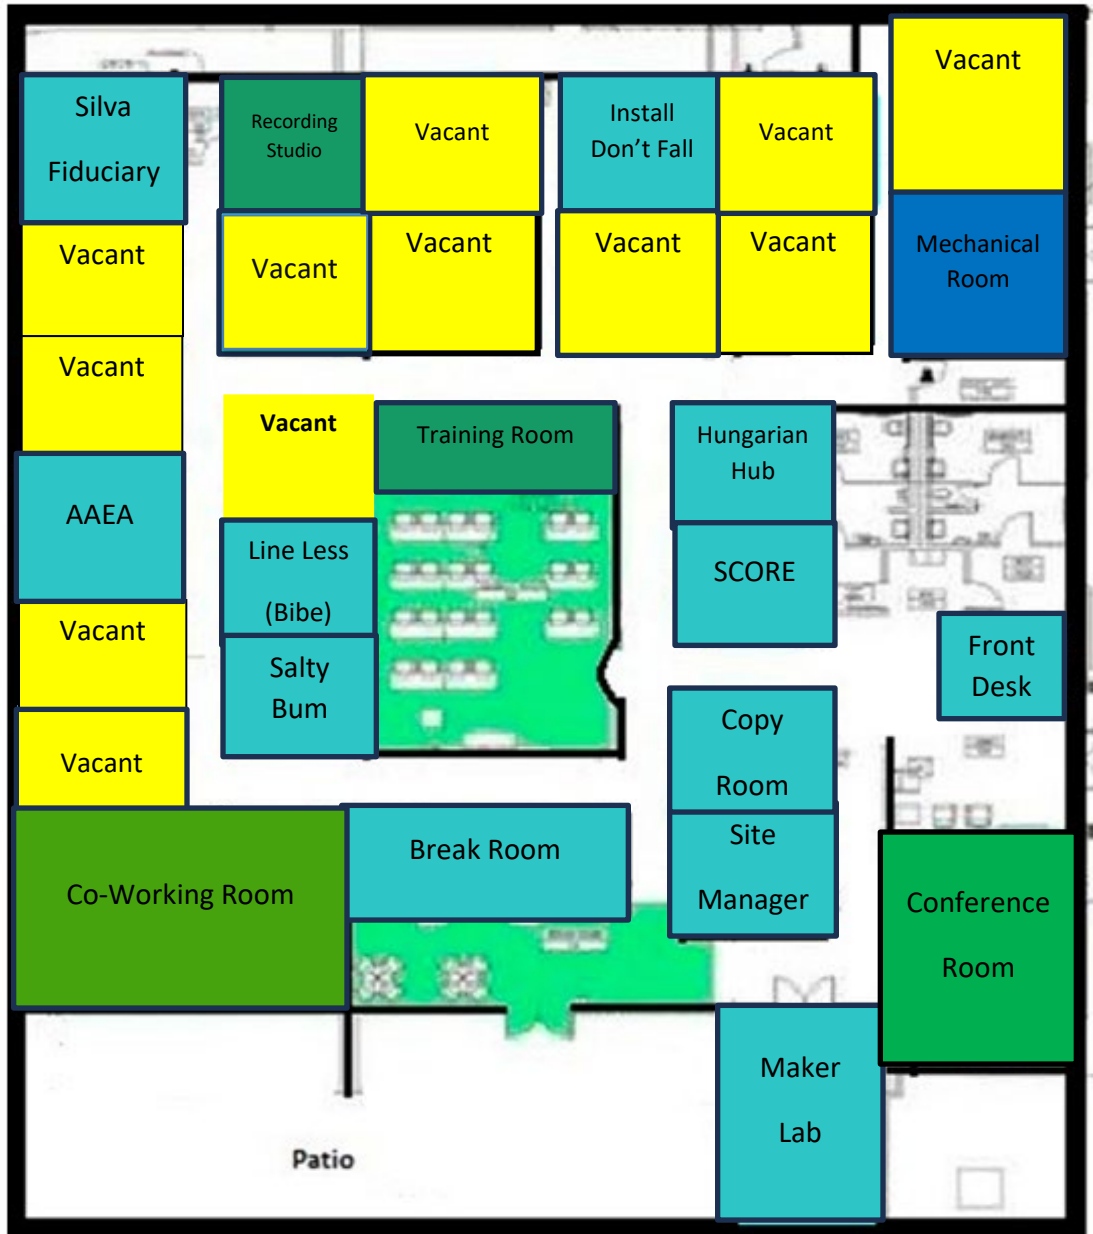 Vacant
Silva
Fiduciary
Recording
Studio
Vacant
Install
Don't Fall
Vacant
Vacant
Vacant
Vacant
Vacant
Vacant
Mechanical
Room
Vacant
Vacant
Training Room
Hungarian
Hub
AAEA
Line Less
(Bibe)
SCORE
Vacant
Salty
Bum
Front
Desk
Vacant
Copy
Room
Co-Working Room
Break Room
Site
Manager
Conference
Room
Maker
Lab
Patio